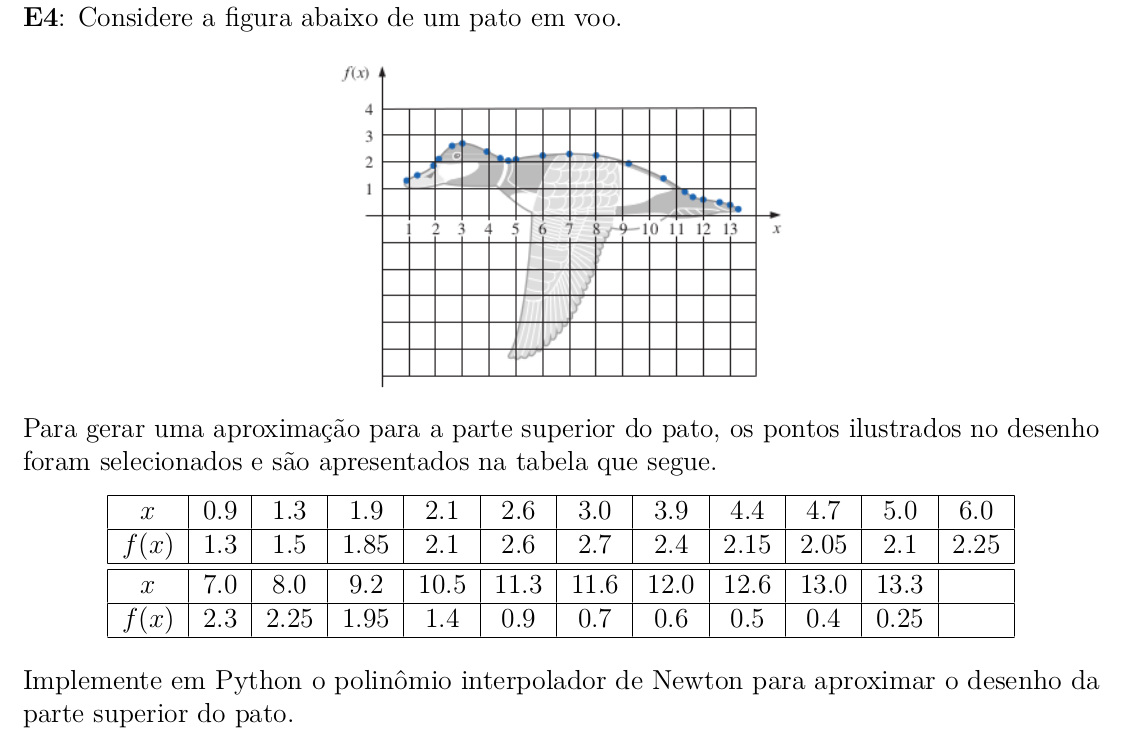 E4: Considere a figura abaixo de um pato em voo.
f(x)
4
3
2
1
1 2 3 4 5 6 7 8 9 10 11 12 13
x
Para gerar uma aproximação para a parte superior do pato, os pontos ilustrados no desenho
foram selecionados e são apresentados na tabela que segue.
x 0.9 1.3 1.9 2.1 2.6 3.0 3.9 4.4 4.7 5.0 6.0
f(x) 1.3 1.5 1.85 2.1 2.6 2.7 2.4 2.15 2.05 2.1 2.25
x 7.0 8.0 9.2 10.5 11.3 11.6 12.0 12.6 13.0 13.3
f(x) 2.3 2.25 1.95 1.4 0.9 0.7 0.6 0.5 0.4 0.25
Implemente em Python o polinômio interpolador de Newton para aproximar o desenho da
parte superior do pato.